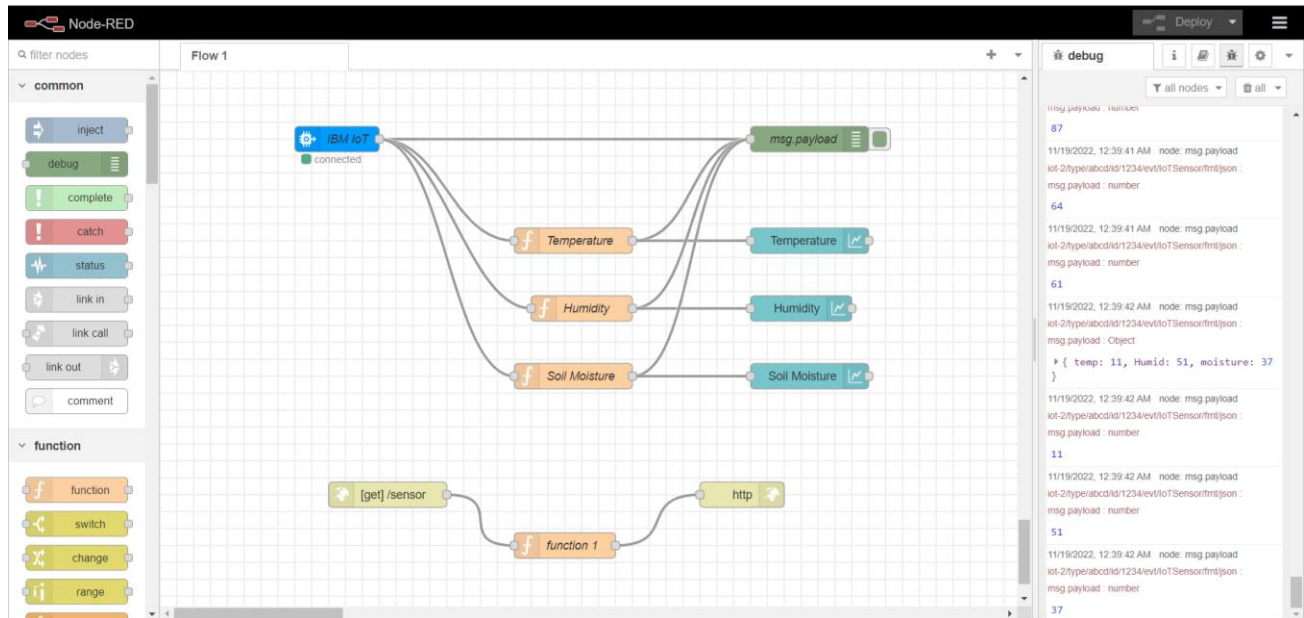 Node-RED
Deploy
filter nodes
Flow 1
debug
i
all nodes
all
common
inject
debug
complete
catch
status
link in
link call
link out
comment
function
function
switch
change
range
IBM IoT
connected
msg.payload
Temperature
Temperature
Humidity
Humidity
Soil Moisture
Soil Moisture
[get] /sensor
http
function 1
msg.payload : number
87
11/19/2022, 12:39:41 AM node: msg.payload
iot-2/type/abcd/id/1234/evt/IoTSensor/fmt/json :
msg.payload : number
64
11/19/2022, 12:39:41 AM node: msg.payload
iot-2/type/abcd/id/1234/evt/IoTSensor/fmt/json :
msg.payload : number
61
11/19/2022, 12:39:42 AM node: msg.payload
iot-2/type/abcd/id/1234/evt/IoTSensor/fmt/json :
msg.payload : Object
{ temp: 11, Humid: 51, moisture: 37
}
11/19/2022, 12:39:42 AM node: msg.payload
iot-2/type/abcd/id/1234/evt/IoTSensor/fmt/json :
msg.payload : number
11
11/19/2022, 12:39:42 AM node: msg.payload
iot-2/type/abcd/id/1234/evt/IoTSensor/fmt/json :
msg.payload : number
51
11/19/2022, 12:39:42 AM node: msg.payload
iot-2/type/abcd/id/1234/evt/IoTSensor/fmt/json :
msg.payload : number
37